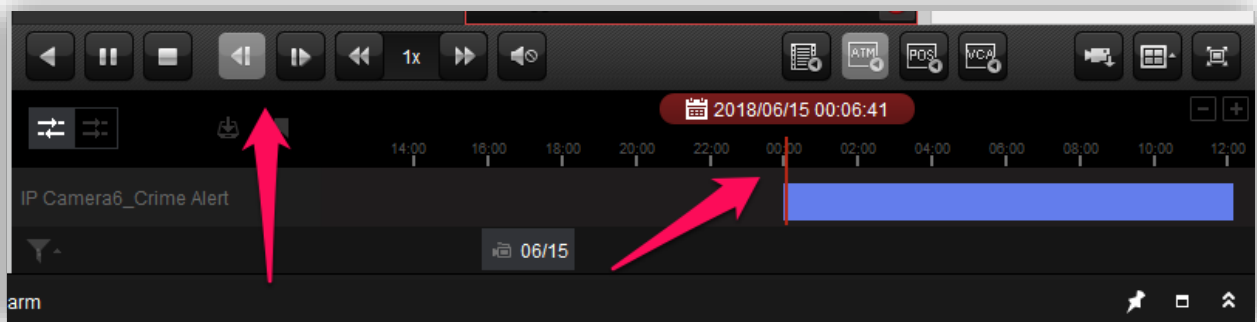 1x ATM POS VCA
2018/06/15 00:06:41
14:00 16:00 18:00 20:00 22:00 00:00 02:00 04:00 06:00 08:00 10:00 12:00
IP Camera6_Crime Alert
06/15
arm